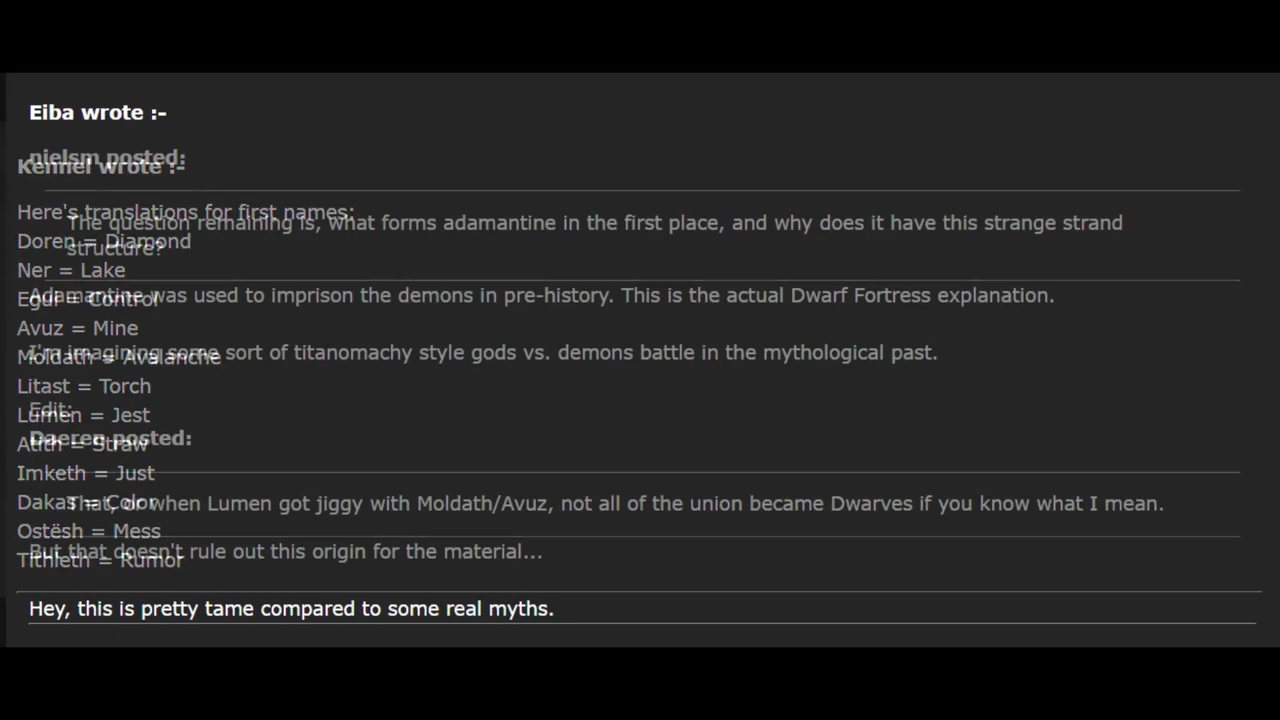 Eiba wrote :-
nielsm posted:
The question remaining is, what forms adamantine in the first place, and why does it have this strange strand
structure?
Adamantine was used to imprison the demons in pre-history. This is the actual Dwarf Fortress explanation.
I'm imagining some sort of titanomachy style gods vs. demons battle in the mythological past.
Edit:
Daeren posted:
That, or when Lumen got jiggy with Moldath/Avuz, not all of the union became Dwarves if you know what I mean.
But that doesn't rule out this origin for the material...
Hey, this is pretty tame compared to some real myths.
Kennel wrote :-
Here's translations for first names:
Doren = Diamond
Ner = Lake
Egul = Control
Avuz = Mine
Moldath = Avalanche
Litast = Torch
Lumen = Jest
Atith = Straw
Imketh = Just
Dakas = Color
Ostësh = Mess
Tithleth = Rumor